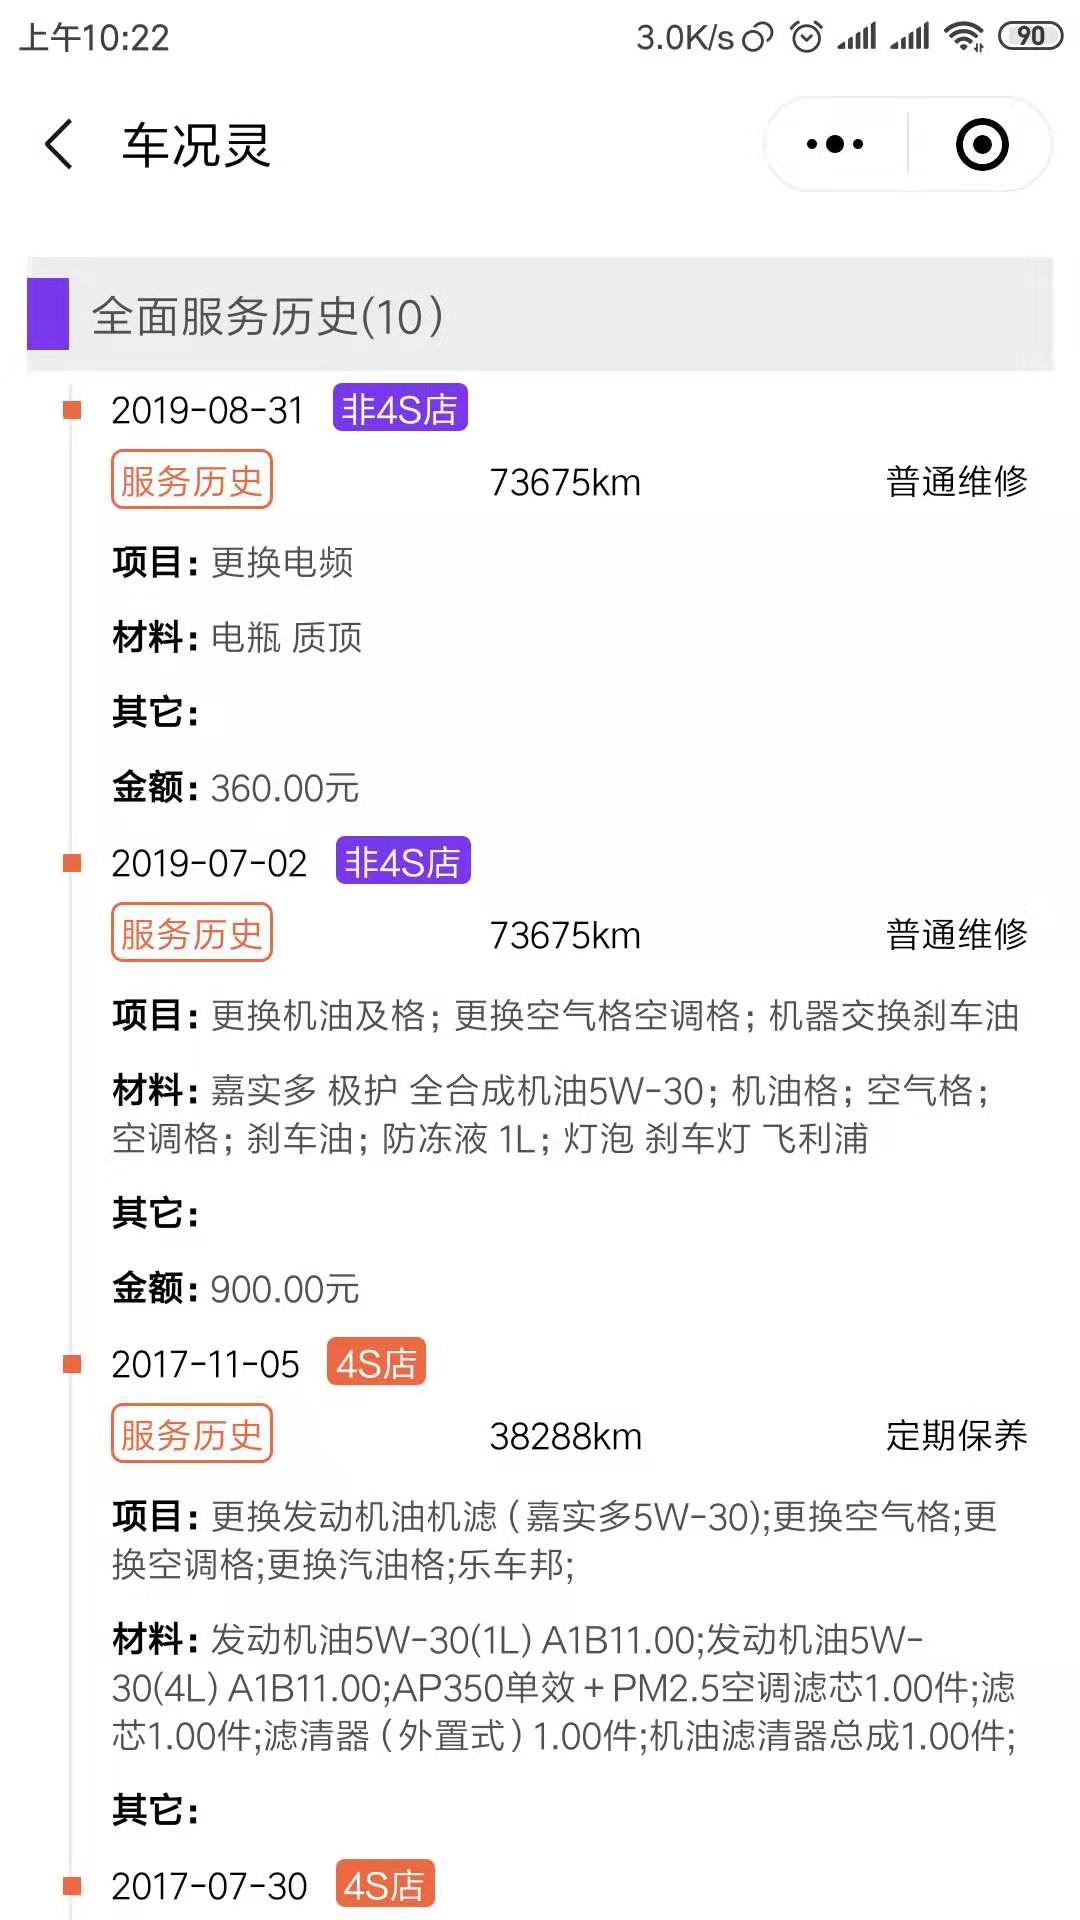 上午10:22
3.0K/s
90
车况灵
全面服务历史(10)
2019-08-31 非4S店
服务历史 73675km 普通维修
项目: 更换电频
材料: 电瓶 质顶
其它:
金额: 360.00元
2019-07-02 非4S店
服务历史 73675km 普通维修
项目: 更换机油及格; 更换空气格空调格; 机器交换刹车油
材料: 嘉实多 极护 全合成机油5W-30; 机油格; 空气格;
空调格; 刹车油; 防冻液 1L; 灯泡 刹车灯 飞利浦
其它:
金额: 900.00元
2017-11-05 4S店
服务历史 38288km 定期保养
项目: 更换发动机油机滤 (嘉实多5W-30);更换空气格;更
换空调格;更换汽油格;乐车邦;
材料: 发动机油5W-30(1L) A1B11.00;发动机油5W-
30(4L) A1B11.00;AP350单效+PM2.5空调滤芯1.00件;滤
芯1.00件;滤清器 (外置式) 1.00件;机油滤清器总成1.00件;
其它:
2017-07-30 4S店